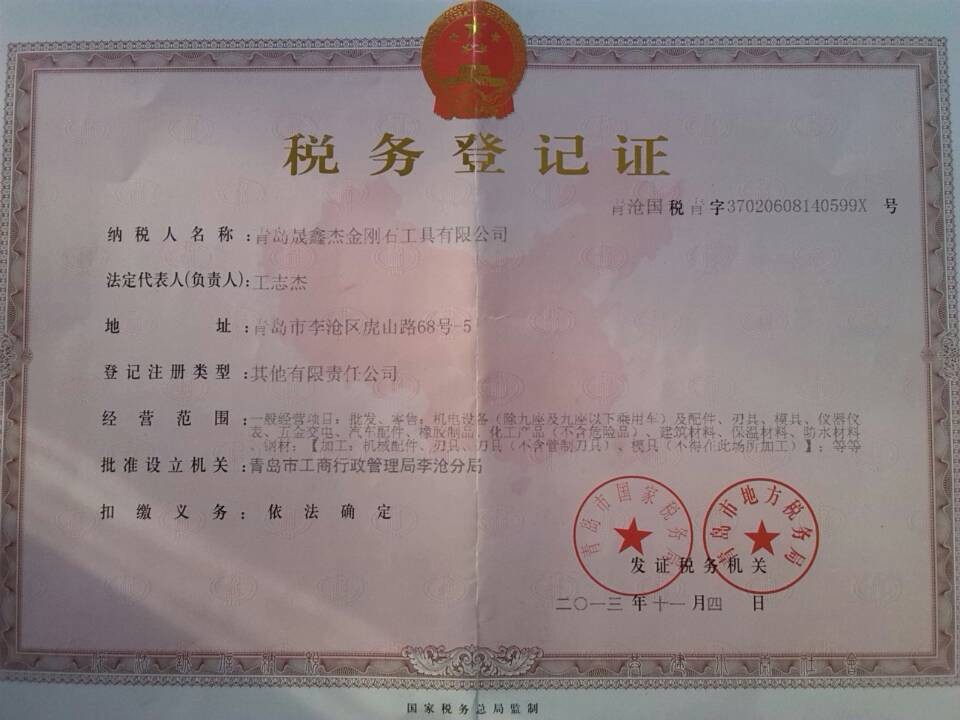 税务登记证
青沧国税青字37020608140599X号
纳税人名称：青岛晟鑫杰金刚石工具有限公司
法定代表人(负责人)：王志杰
地址：青岛市李沧区虎山路68号-5
登记注册类型：其他有限责任公司
经营范围：一般经营项目：批发、零售：机电设备（除九座及九座以下乘用车）及配件、刃具、模具、仪器仪
表、五金交电、汽车配件、橡胶制品、化工产品（不含危险品）、建筑材料、保温材料、防水材料
、钢材；【加工：机械配件、刃具、刀具（不含管制刀具）、模具（不得在此场所加工）】；等等
批准设立机关：青岛市工商行政管理局李沧分局
扣缴义务：依法确定
青岛市国家税务局
青岛市地方税务局
发证税务机关
二〇一三年十一月四日
国家税务总局监制